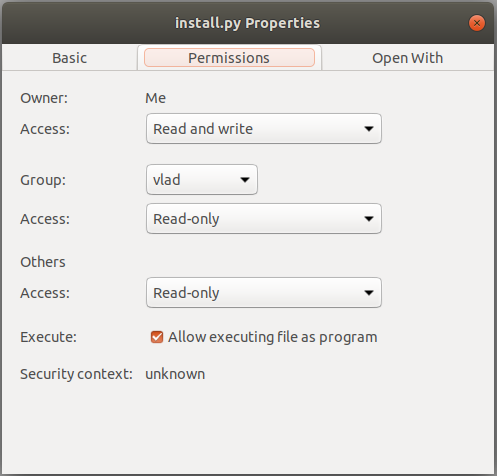 install.py Properties
Basic Permissions Open With
Owner: Me
Access: Read and write
Group: vlad
Access: Read-only
Others
Access: Read-only
Execute: Allow executing file as program
Security context: unknown